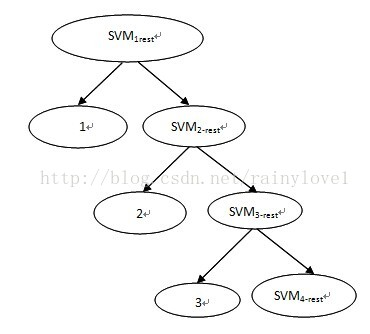 SVM1rest
1
SVM2-rest
http://blog.csdn.net/rainylove1
2
SVM3-rest
3
SVM4-rest